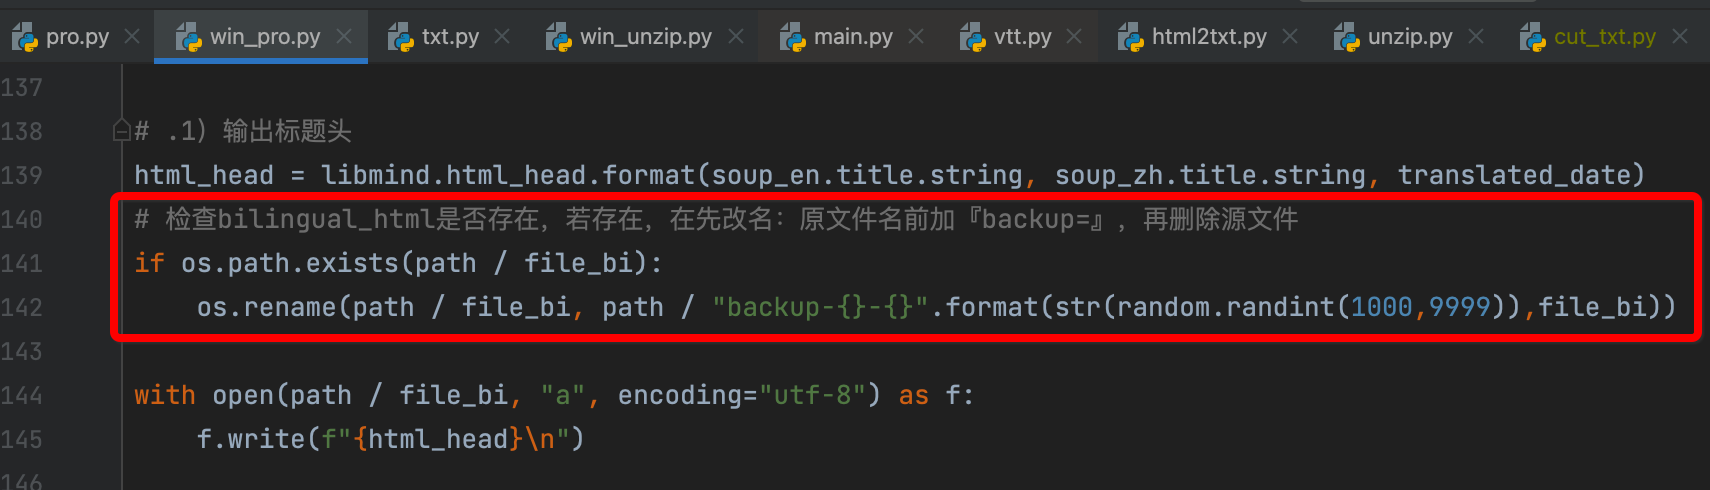 pro.py win_pro.py txt.py win_unzip.py main.py vtt.py html2txt.py unzip.py cut_txt.py
137
138 # .1) 输出标题头
139 html_head = libmind.html_head.format(soup_en.title.string, soup_zh.title.string, translated_date)
140 # 检查bilingual_html是否存在，若存在，在先改名：原文件名前加『backup=』，再删除源文件
141 if os.path.exists(path / file_bi):
142 os.rename(path / file_bi, path / "backup-{}-{}".format(str(random.randint(1000,9999)),file_bi))
143
144 with open(path / file_bi, "a", encoding="utf-8") as f:
145 f.write(f"{html_head}\n")
146